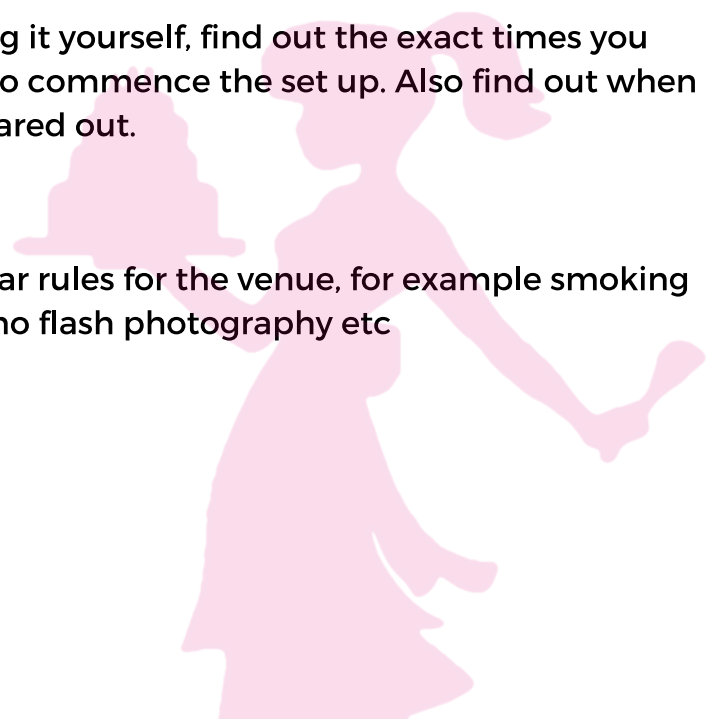 g it yourself, find out the exact times you
o commence the set up. Also find out when
ared out.
ar rules for the venue, for example smoking
no flash photography etc